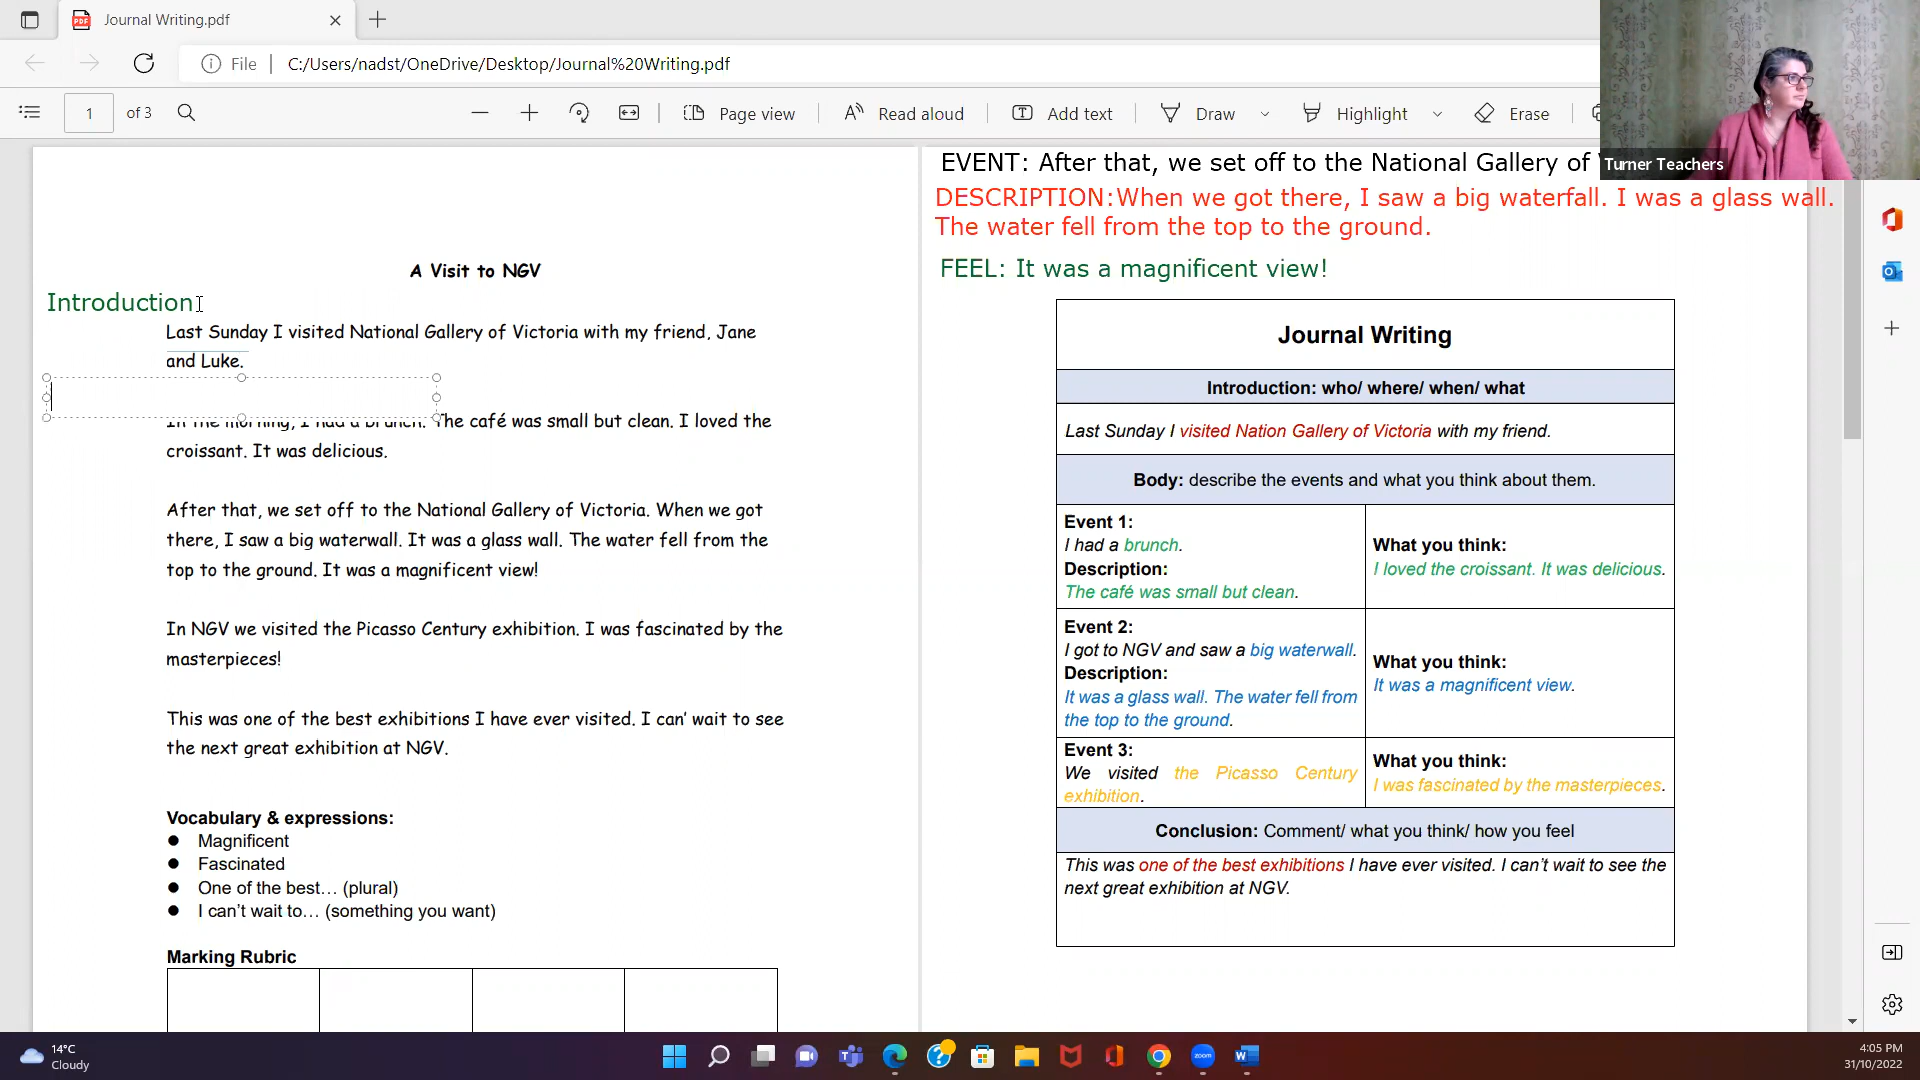 Journal Writing.pdf
File
C:/Users/nadst/OneDrive/Desktop/Journal%20Writing.pdf
1 of 3
Page view
Read aloud
Add text
Draw
Highlight
Erase
Turner Teachers
A Visit to NGV
Introduction
Last Sunday I visited National Gallery of Victoria with my friend, Jane
and Luke.
In the morning, I had a brunch. The café was small but clean. I loved the
croissant. It was delicious.
After that, we set off to the National Gallery of Victoria. When we got
there, I saw a big waterwall. It was a glass wall. The water fell from the
top to the ground. It was a magnificent view!
In NGV we visited the Picasso Century exhibition. I was fascinated by the
masterpieces!
This was one of the best exhibitions I have ever visited. I can' wait to see
the next great exhibition at NGV.
Vocabulary & expressions:
● Magnificent
● Fascinated
● One of the best… (plural)
● I can't wait to… (something you want)
Marking Rubric
EVENT: After that, we set off to the National Gallery of
DESCRIPTION:When we got there, I saw a big waterfall. I was a glass wall.
The water fell from the top to the ground.
FEEL: It was a magnificent view!
Journal Writing
Introduction: who/ where/ when/ what
Last Sunday I visited Nation Gallery of Victoria with my friend.
Body: describe the events and what you think about them.
Event 1:
I had a brunch.
Description:
The café was small but clean.
What you think:
I loved the croissant. It was delicious.
Event 2:
I got to NGV and saw a big waterwall.
Description:
It was a glass wall. The water fell from
the top to the ground.
What you think:
It was a magnificent view.
Event 3:
We visited the Picasso Century
exhibition.
What you think:
I was fascinated by the masterpieces.
Conclusion: Comment/ what you think/ how you feel
This was one of the best exhibitions I have ever visited. I can't wait to see the
next great exhibition at NGV.
14°C
Cloudy
4:05 PM
31/10/2022